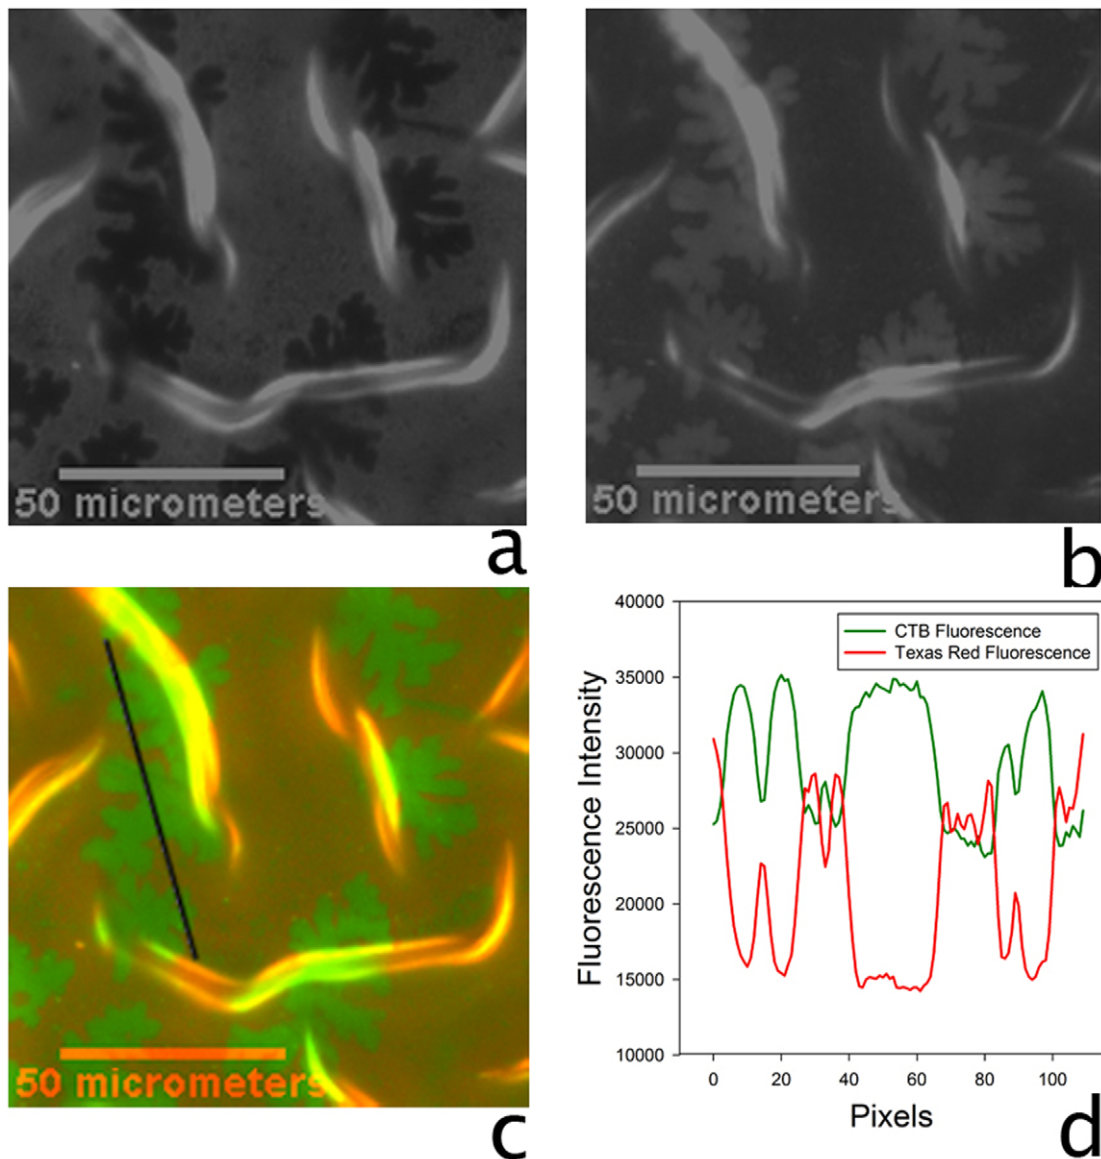 50 micrometers
a
50 micrometers
b
50 micrometers
c
40000
35000
30000
25000
20000
15000
10000
Fluorescence Intensity
CTB Fluorescence
Texas Red Fluorescence
0 20 40 60 80 100
Pixels
d